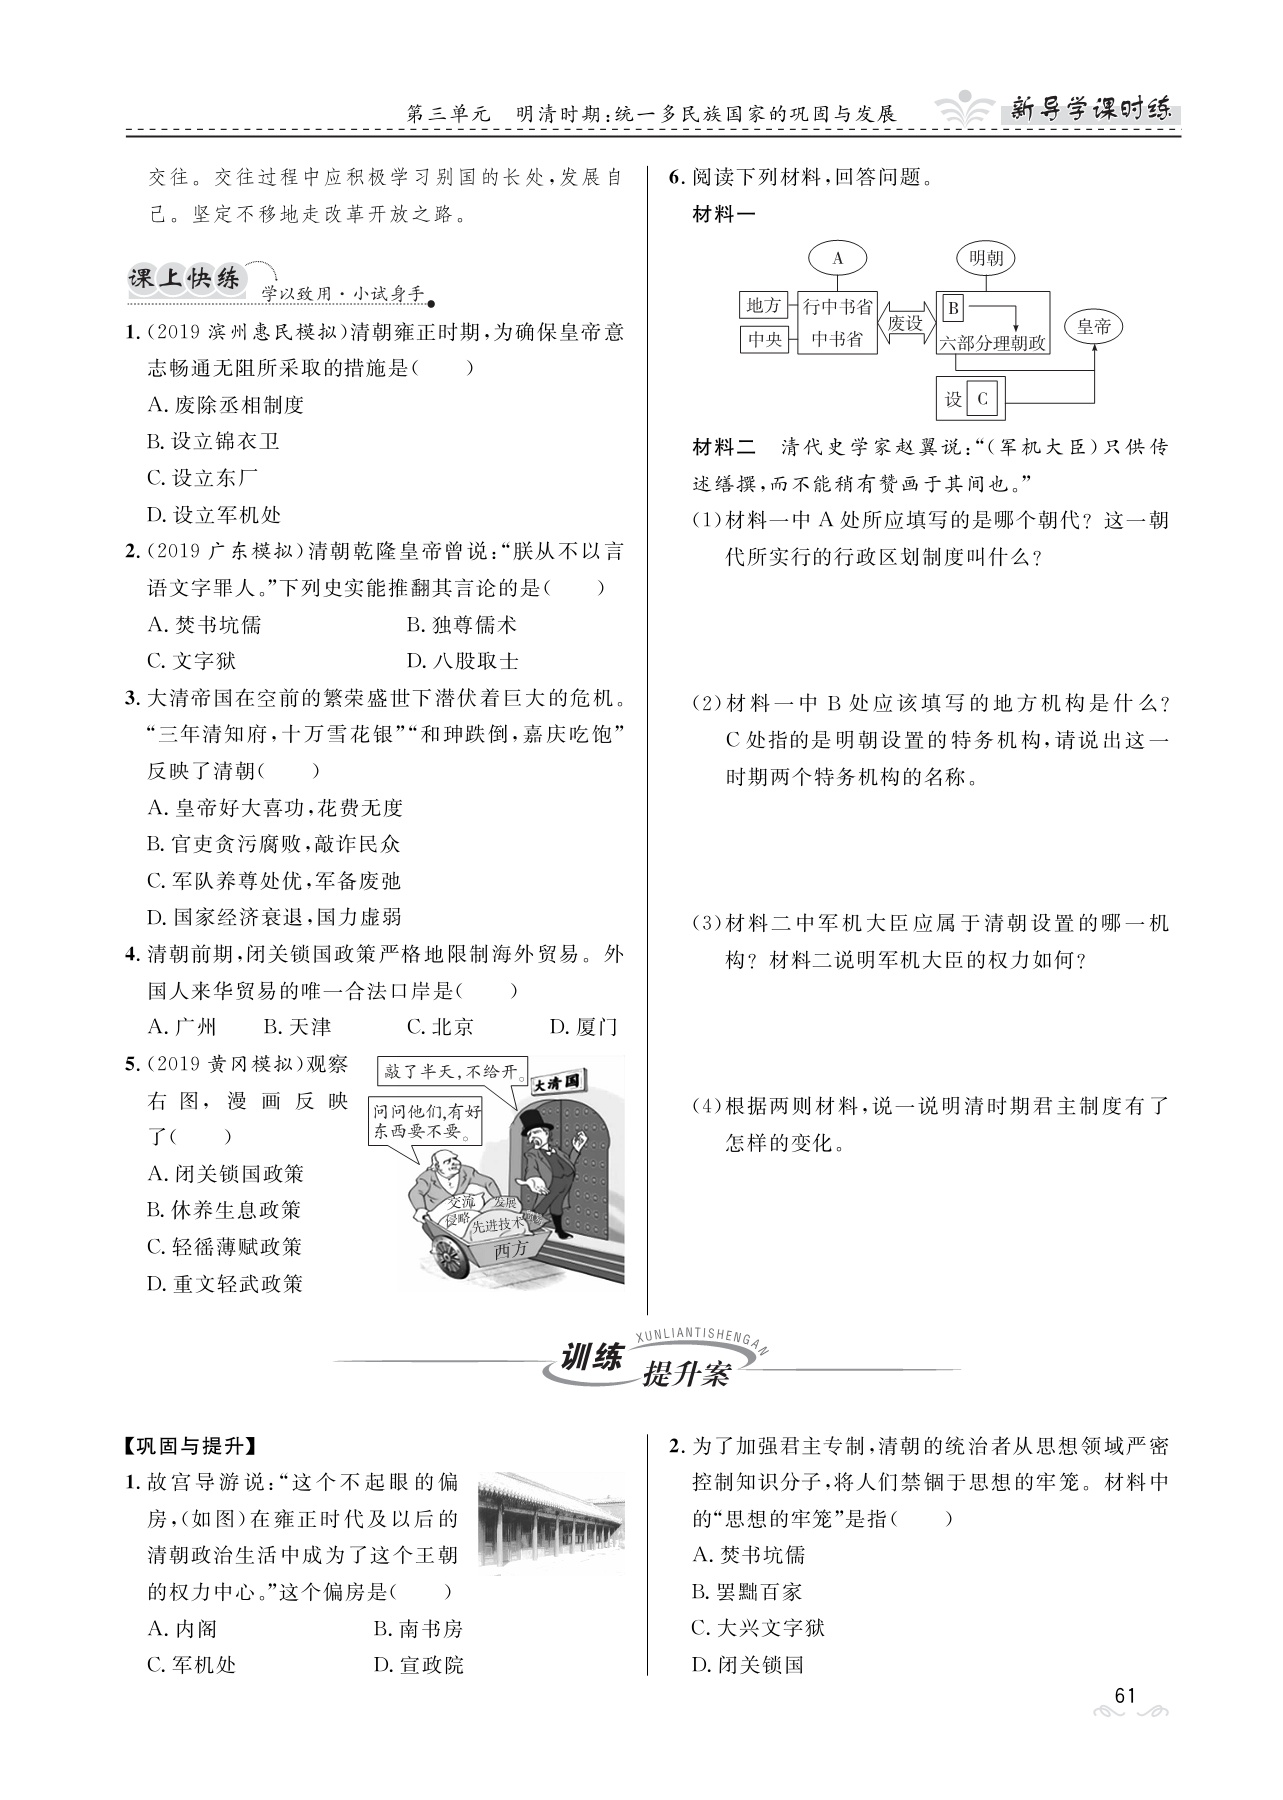 第三单元 明清时期:统一多民族国家的巩固与发展
新导学课时练
交往。交往过程中应积极学习别国的长处,发展自
己。坚定不移地走改革开放之路。
课上快练
学以致用·小试身手
1. (2019 滨州惠民模拟)清朝雍正时期,为确保皇帝意
志畅通无阻所采取的措施是(  )
A. 废除丞相制度
B. 设立锦衣卫
C. 设立东厂
D. 设立军机处
2. (2019 广东模拟)清朝乾隆皇帝曾说:“朕从不以言
语文字罪人。”下列史实能推翻其言论的是(  )
A. 焚书坑儒 B. 独尊儒术
C. 文字狱 D. 八股取士
3. 大清帝国在空前的繁荣盛世下潜伏着巨大的危机。
“三年清知府,十万雪花银”“和珅跌倒,嘉庆吃饱”
反映了清朝(  )
A. 皇帝好大喜功,花费无度
B. 官吏贪污腐败,敲诈民众
C. 军队养尊处优,军备废弛
D. 国家经济衰退,国力虚弱
4. 清朝前期,闭关锁国政策严格地限制海外贸易。外
国人来华贸易的唯一合法口岸是(  )
A. 广州 B. 天津 C. 北京 D. 厦门
5. (2019 黄冈模拟)观察
右图,漫画反映
了(  )
A. 闭关锁国政策
B. 休养生息政策
C. 轻徭薄赋政策
D. 重文轻武政策
敲了半天,不给开。
大清国
问问他们,有好
东西要不要。
交流
发展
侵略
先进技术
西方
6. 阅读下列材料,回答问题。
材料一
A
明朝
地方
行中书省
中央
中书省
废设
B
六部分理朝政
皇帝
设 C
材料二 清代史学家赵翼说:“(军机大臣)只供传
述缮撰,而不能稍有赞画于其间也。”
(1)材料一中 A 处所应填写的是哪个朝代? 这一朝
代所实行的行政区划制度叫什么?
(2)材料一中 B 处应该填写的地方机构是什么?
C 处指的是明朝设置的特务机构,请说出这一
时期两个特务机构的名称。
(3)材料二中军机大臣应属于清朝设置的哪一机
构? 材料二说明军机大臣的权力如何?
(4)根据两则材料,说一说明清时期君主制度有了
怎样的变化。
训练
XUNLIANTISHENGAN
提升案
【巩固与提升】
1. 故宫导游说:“这个不起眼的偏
房,(如图)在雍正时代及以后的
清朝政治生活中成为了这个王朝
的权力中心。”这个偏房是(  )
A. 内阁 B. 南书房
C. 军机处 D. 宣政院
2. 为了加强君主专制,清朝的统治者从思想领域严密
控制知识分子,将人们禁锢于思想的牢笼。材料中
的“思想的牢笼”是指(  )
A. 焚书坑儒
B. 罢黜百家
C. 大兴文字狱
D. 闭关锁国
61